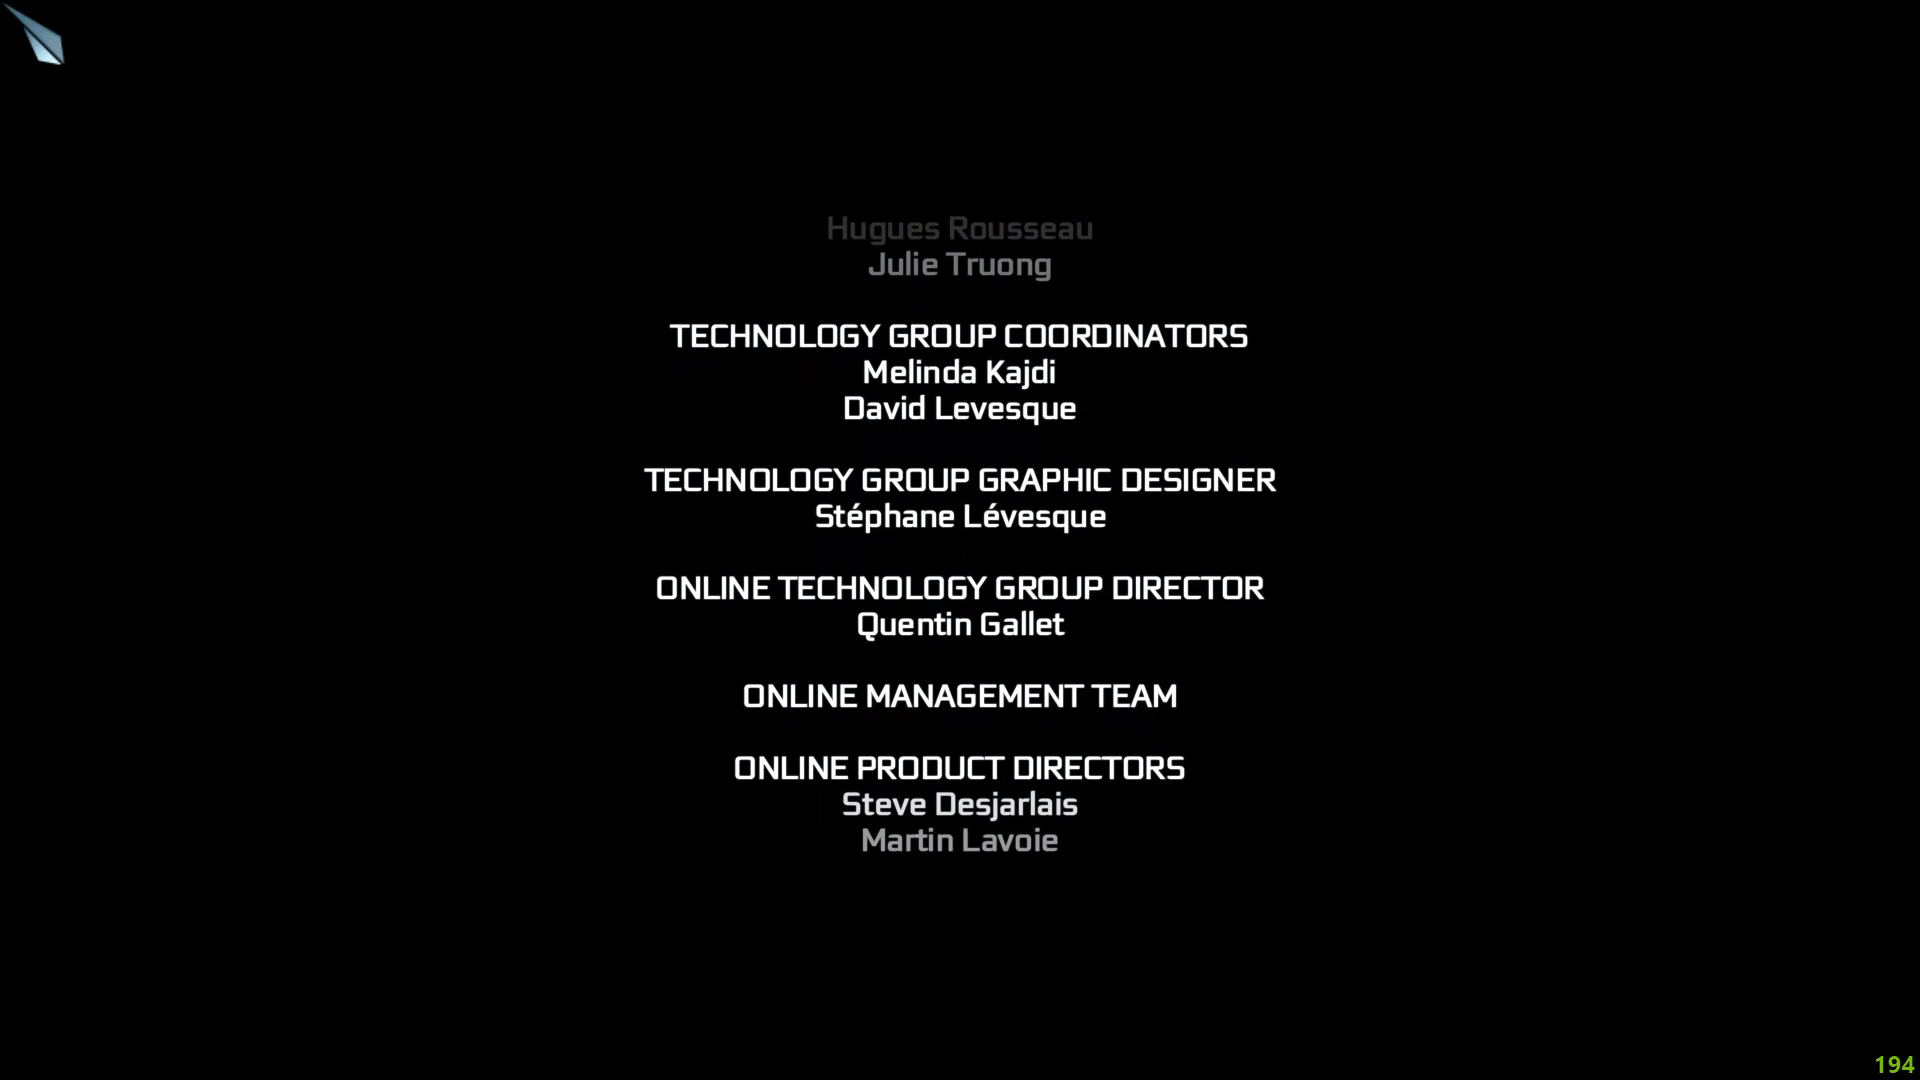 Hugues Rousseau
Julie Truong
TECHNOLOGY GROUP COORDINATORS
Melinda Kajdi
David Levesque
TECHNOLOGY GROUP GRAPHIC DESIGNER
Stéphane Lévesque
ONLINE TECHNOLOGY GROUP DIRECTOR
Quentin Gallet
ONLINE MANAGEMENT TEAM
ONLINE PRODUCT DIRECTORS
Steve Desjarlais
Martin Lavoie
194